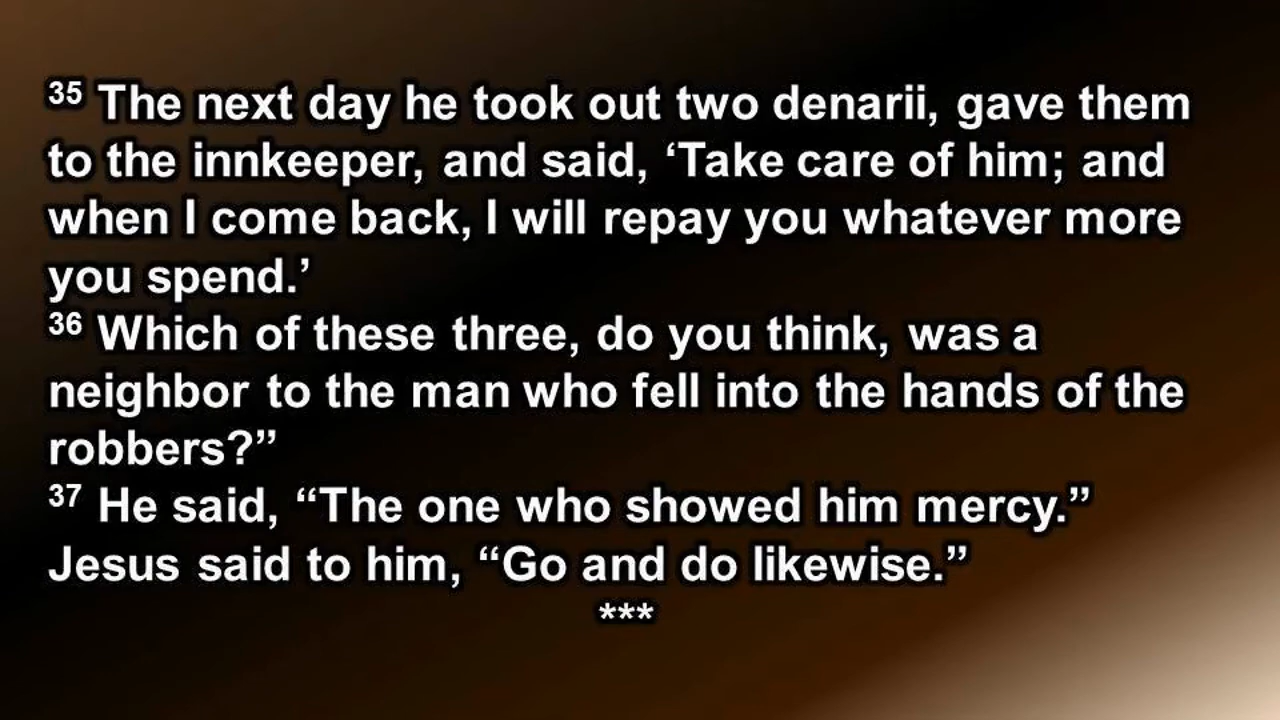 ³⁵ The next day he took out two denarii, gave them
to the innkeeper, and said, ‘Take care of him; and
when I come back, I will repay you whatever more
you spend.’
³⁶ Which of these three, do you think, was a
neighbor to the man who fell into the hands of the
robbers?”
³⁷ He said, “The one who showed him mercy.”
Jesus said to him, “Go and do likewise.”
***